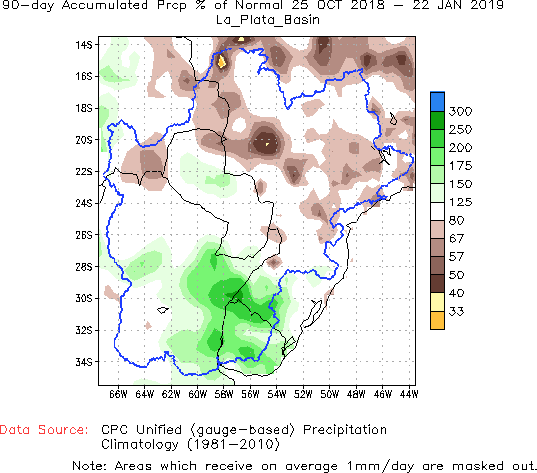 90-day Accumulated Prcp % of Normal 25 OCT 2018 – 22 JAN 2019
La_Plata_Basin
14S
16S
18S
20S
22S
24S
26S
28S
30S
32S
34S
66W 64W 62W 60W 58W 56W 54W 52W 50W 48W 46W 44W
300
250
200
175
150
125
80
67
57
50
40
33
Data Source: CPC Unified (gauge-based) Precipitation
Climatology (1981–2010)
Note: Areas which receive on average 1mm/day are masked out.